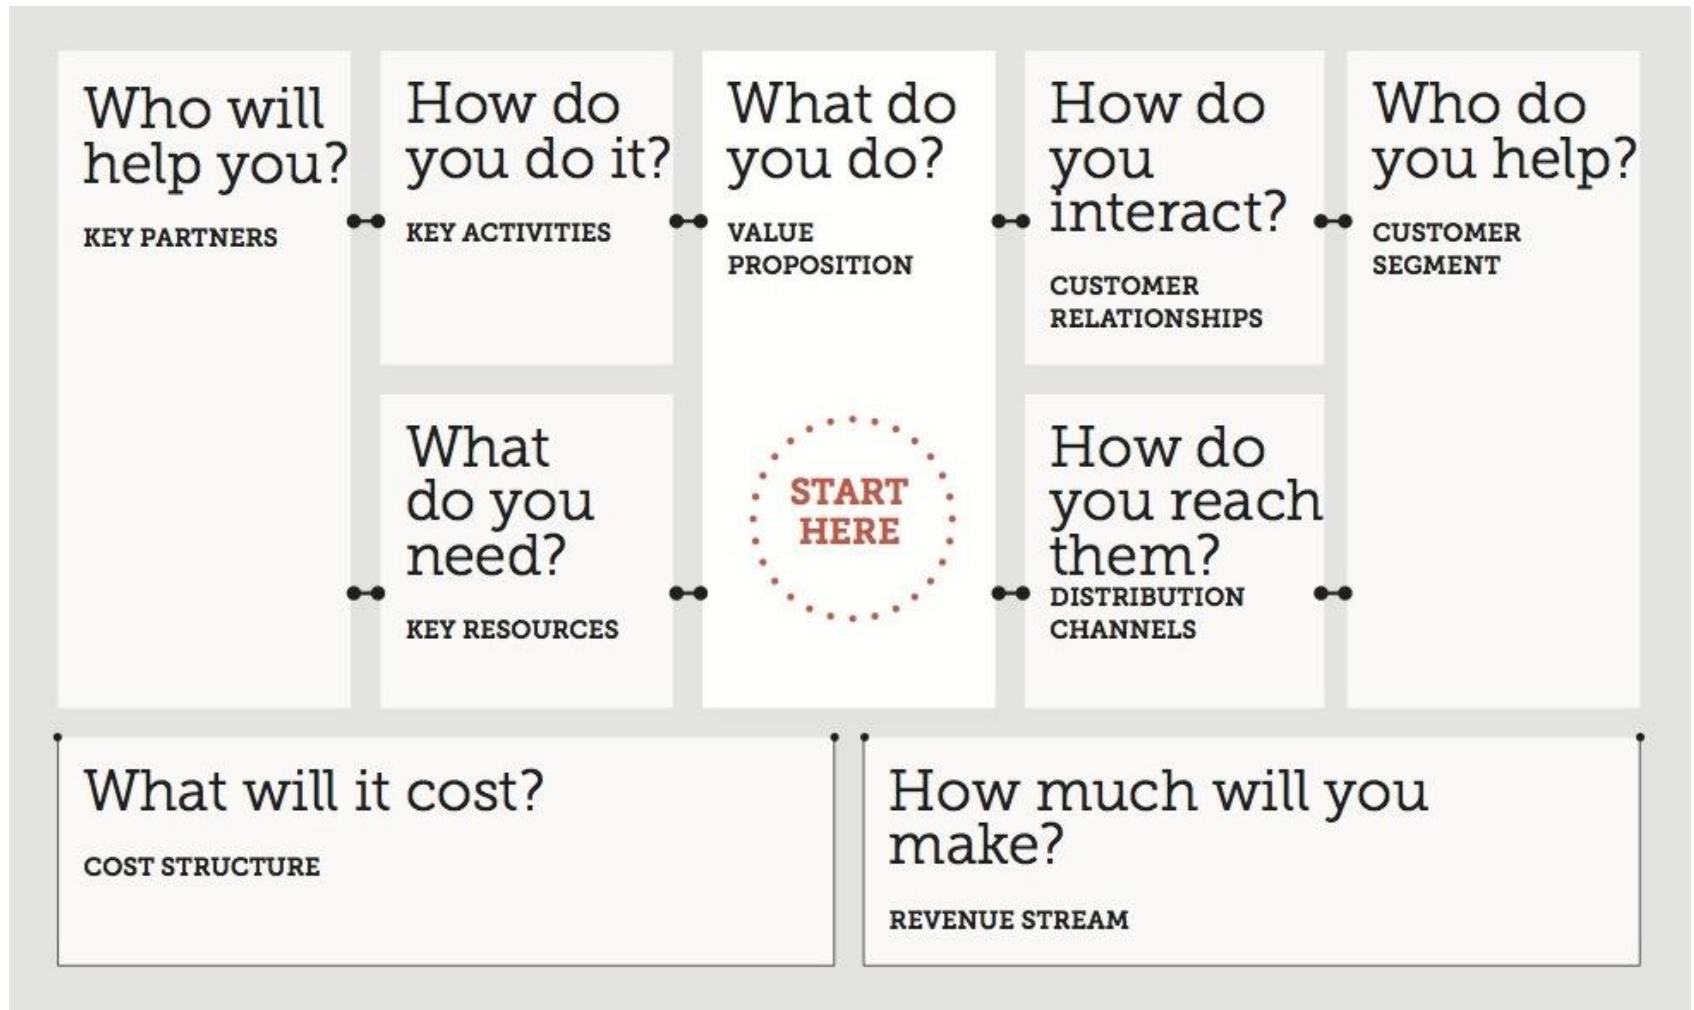 Who will
help you?
KEY PARTNERS
How do
you do it?
KEY ACTIVITIES
What
do you
need?
KEY RESOURCES
What do
you do?
VALUE
PROPOSITION
START
HERE
How do
you
interact?
CUSTOMER
RELATIONSHIPS
How do
you reach
them?
DISTRIBUTION
CHANNELS
Who do
you help?
CUSTOMER
SEGMENT
What will it cost?
COST STRUCTURE
How much will you
make?
REVENUE STREAM